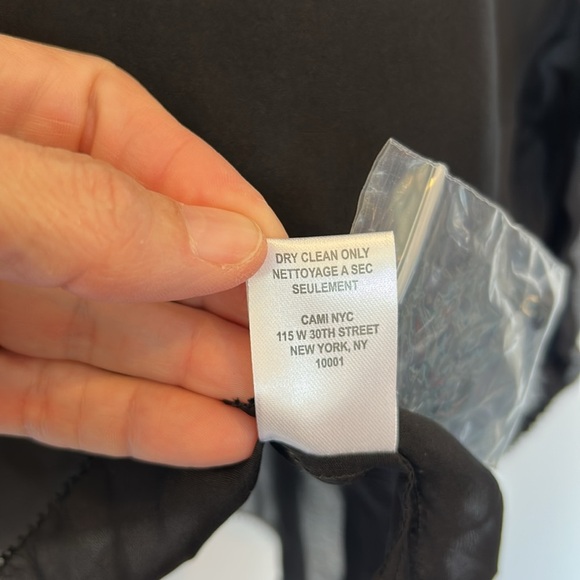 DRY CLEAN ONLY
NETTOYAGE A SEC
SEULEMENT
CAMI NYC
115 W 30TH STREET
NEW YORK, NY
10001